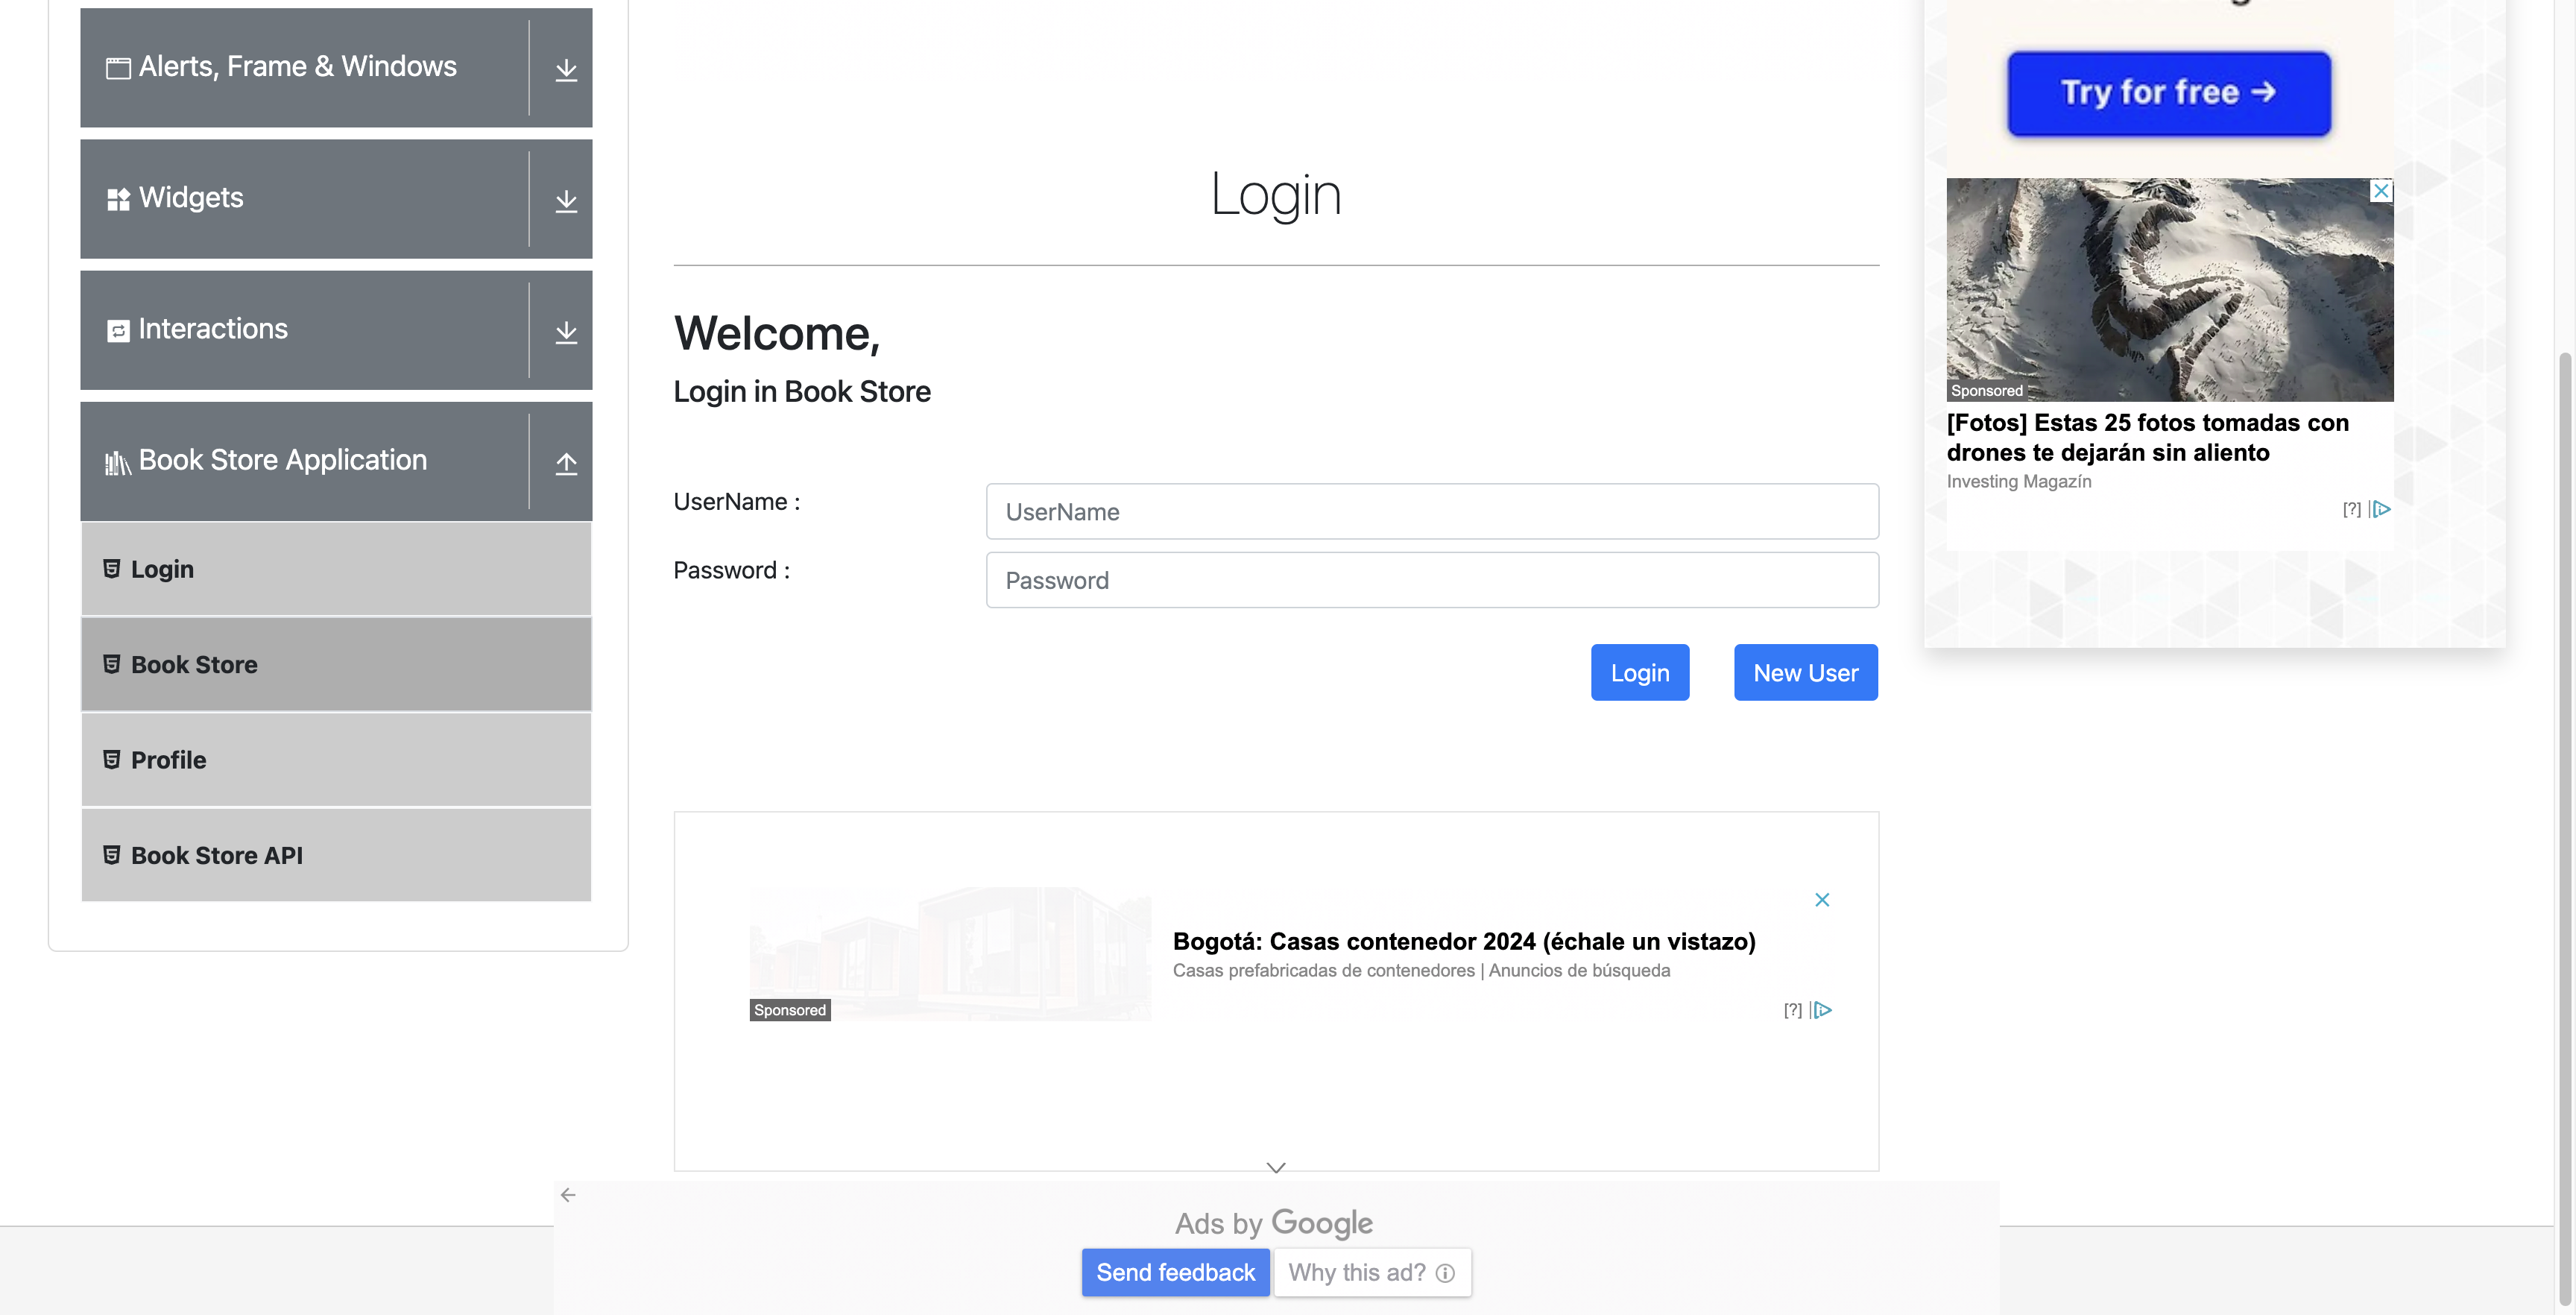 Alerts, Frame & Windows
Widgets
Interactions
Book Store Application
Login
Book Store
Profile
Book Store API
Login
Welcome,
Login in Book Store
UserName :
UserName
Password :
Password
Login
New User
Sponsored
Bogotá: Casas contenedor 2024 (échale un vistazo)
Casas prefabricadas de contenedores | Anuncios de búsqueda
[?]
Ads by Google
Send feedback
Why this ad?
Try for free →
Sponsored
[Fotos] Estas 25 fotos tomadas con
drones te dejarán sin aliento
Investing Magazín
[?]